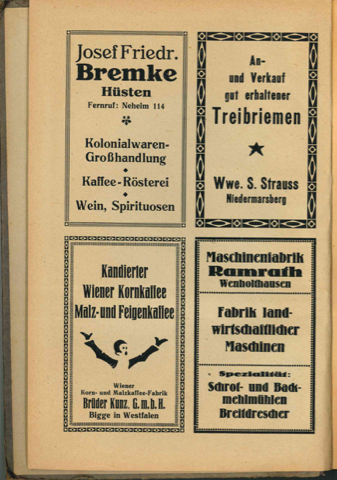 Josef Friedr.
Bremke
Hüsten
Fernruf: Neheim 114
Kolonialwaren-
Großhandlung
Kaffee-Rösterei
Wein, Spirituosen
An-
und Verkauf
gut erhaltener
Treibriemen
Wwe. S. Strauss
Niedermarsberg
Kandierter
Wiener Kornkaffee
Malz- und Feigenkaffee
Wiener
Korn- und Malzkaffee-Fabrik
Brüder Kunz. G. m. b. H.
Bigge in Westfalen
Maschinenfabrik
Ramrath
Wenholthausen
Fabrik land-
wirtschaftlicher
Maschinen
Spezialität:
Schrot- und Back-
mehlmühlen
Breitdrescher